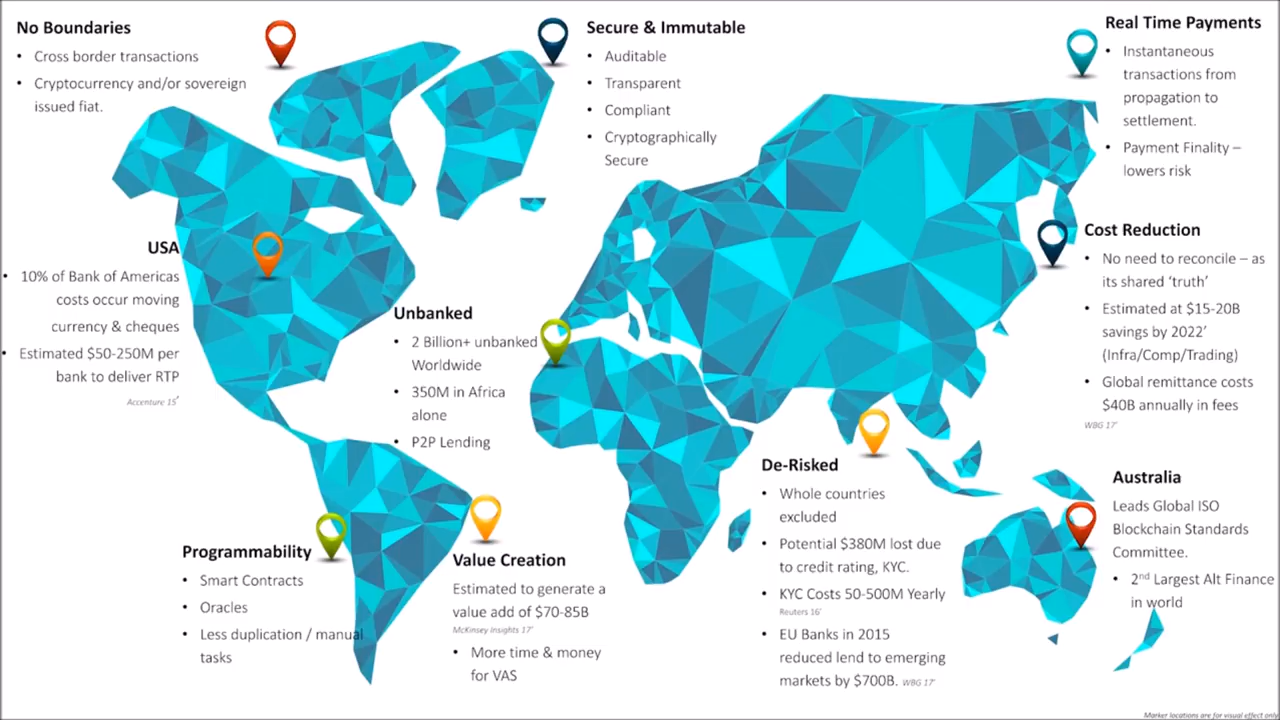 No Boundaries
• Cross border transactions
• Cryptocurrency and/or sovereign
issued fiat.
Secure & Immutable
• Auditable
• Transparent
• Compliant
• Cryptographically
Secure
Real Time Payments
• Instantaneous
transactions from
propagation to
settlement.
• Payment Finality –
lowers risk
USA
• 10% of Bank of Americas
costs occur moving
currency & cheques
• Estimated $50-250M per
bank to deliver RTP
Accenture 15'
Unbanked
• 2 Billion+ unbanked
Worldwide
• 350M in Africa
alone
• P2P Lending
Cost Reduction
• No need to reconcile – as
its shared ‘truth’
• Estimated at $15-20B
savings by 2022’
(Infra/Comp/Trading)
• Global remittance costs
$40B annually in fees
WBG 17'
Programmability
• Smart Contracts
• Oracles
• Less duplication / manual
tasks
Value Creation
Estimated to generate a
value add of $70-85B
McKinsey Insights 17'
• More time & money
for VAS
De-Risked
• Whole countries
excluded
• Potential $380M lost due
to credit rating, KYC.
• KYC Costs 50-500M Yearly
Reuters 16'
• EU Banks in 2015
reduced lend to emerging
markets by $700B. WBG 17'
Australia
Leads Global ISO
Blockchain Standards
Committee.
• 2nd Largest Alt Finance
in world
Marker locations are for visual effect only